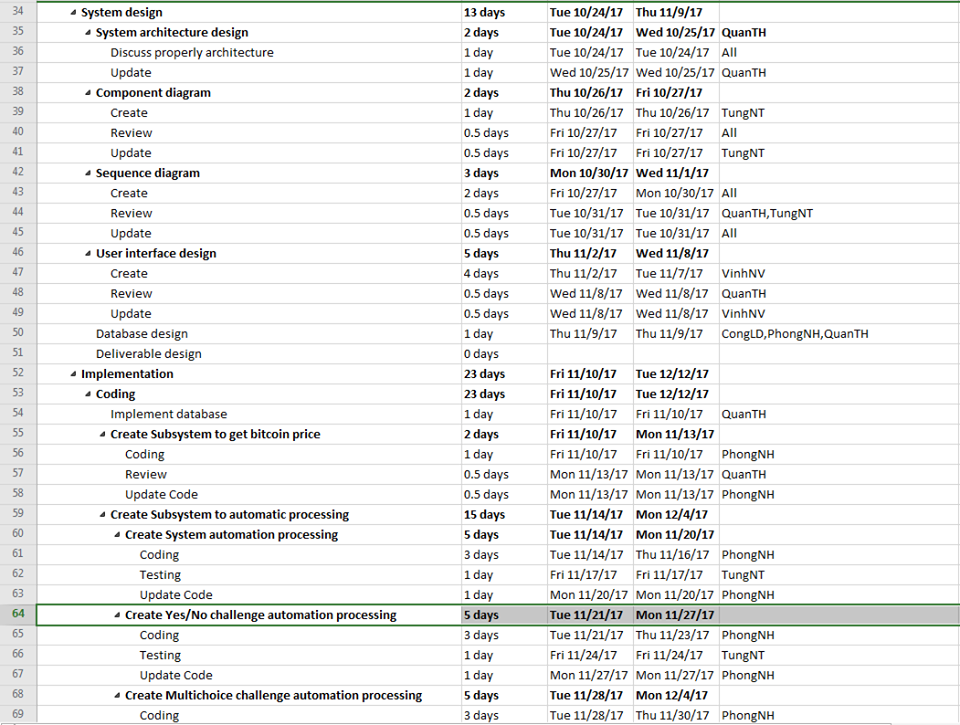 34 System design 13 days Tue 10/24/17 Thu 11/9/17
35 System architecture design 2 days Tue 10/24/17 Wed 10/25/17 QuanTH
36 Discuss properly architecture 1 day Tue 10/24/17 Tue 10/24/17 All
37 Update 1 day Wed 10/25/17 Wed 10/25/17 QuanTH
38 Component diagram 2 days Thu 10/26/17 Fri 10/27/17
39 Create 1 day Thu 10/26/17 Thu 10/26/17 TungNT
40 Review 0.5 days Fri 10/27/17 Fri 10/27/17 All
41 Update 0.5 days Fri 10/27/17 Fri 10/27/17 TungNT
42 Sequence diagram 3 days Mon 10/30/17 Wed 11/1/17
43 Create 2 days Fri 10/27/17 Mon 10/30/17 All
44 Review 0.5 days Tue 10/31/17 Tue 10/31/17 QuanTH,TungNT
45 Update 0.5 days Tue 10/31/17 Tue 10/31/17 All
46 User interface design 5 days Thu 11/2/17 Wed 11/8/17
47 Create 4 days Thu 11/2/17 Tue 11/7/17 VinhNV
48 Review 0.5 days Wed 11/8/17 Wed 11/8/17 QuanTH
49 Update 0.5 days Wed 11/8/17 Wed 11/8/17 VinhNV
50 Database design 1 day Thu 11/9/17 Thu 11/9/17 CongLD,PhongNH,QuanTH
51 Deliverable design 0 days
52 Implementation 23 days Fri 11/10/17 Tue 12/12/17
53 Coding 23 days Fri 11/10/17 Tue 12/12/17
54 Implement database 1 day Fri 11/10/17 Fri 11/10/17 QuanTH
55 Create Subsystem to get bitcoin price 2 days Fri 11/10/17 Mon 11/13/17
56 Coding 1 day Fri 11/10/17 Fri 11/10/17 PhongNH
57 Review 0.5 days Mon 11/13/17 Mon 11/13/17 QuanTH
58 Update Code 0.5 days Mon 11/13/17 Mon 11/13/17 PhongNH
59 Create Subsystem to automatic processing 15 days Tue 11/14/17 Mon 12/4/17
60 Create System automation processing 5 days Tue 11/14/17 Mon 11/20/17
61 Coding 3 days Tue 11/14/17 Thu 11/16/17 PhongNH
62 Testing 1 day Fri 11/17/17 Fri 11/17/17 TungNT
63 Update Code 1 day Mon 11/20/17 Mon 11/20/17 PhongNH
64 Create Yes/No challenge automation processing 5 days Tue 11/21/17 Mon 11/27/17
65 Coding 3 days Tue 11/21/17 Thu 11/23/17 PhongNH
66 Testing 1 day Fri 11/24/17 Fri 11/24/17 TungNT
67 Update Code 1 day Mon 11/27/17 Mon 11/27/17 PhongNH
68 Create Multichoice challenge automation processing 5 days Tue 11/28/17 Mon 12/4/17
69 Coding 3 days Tue 11/28/17 Thu 11/30/17 PhongNH